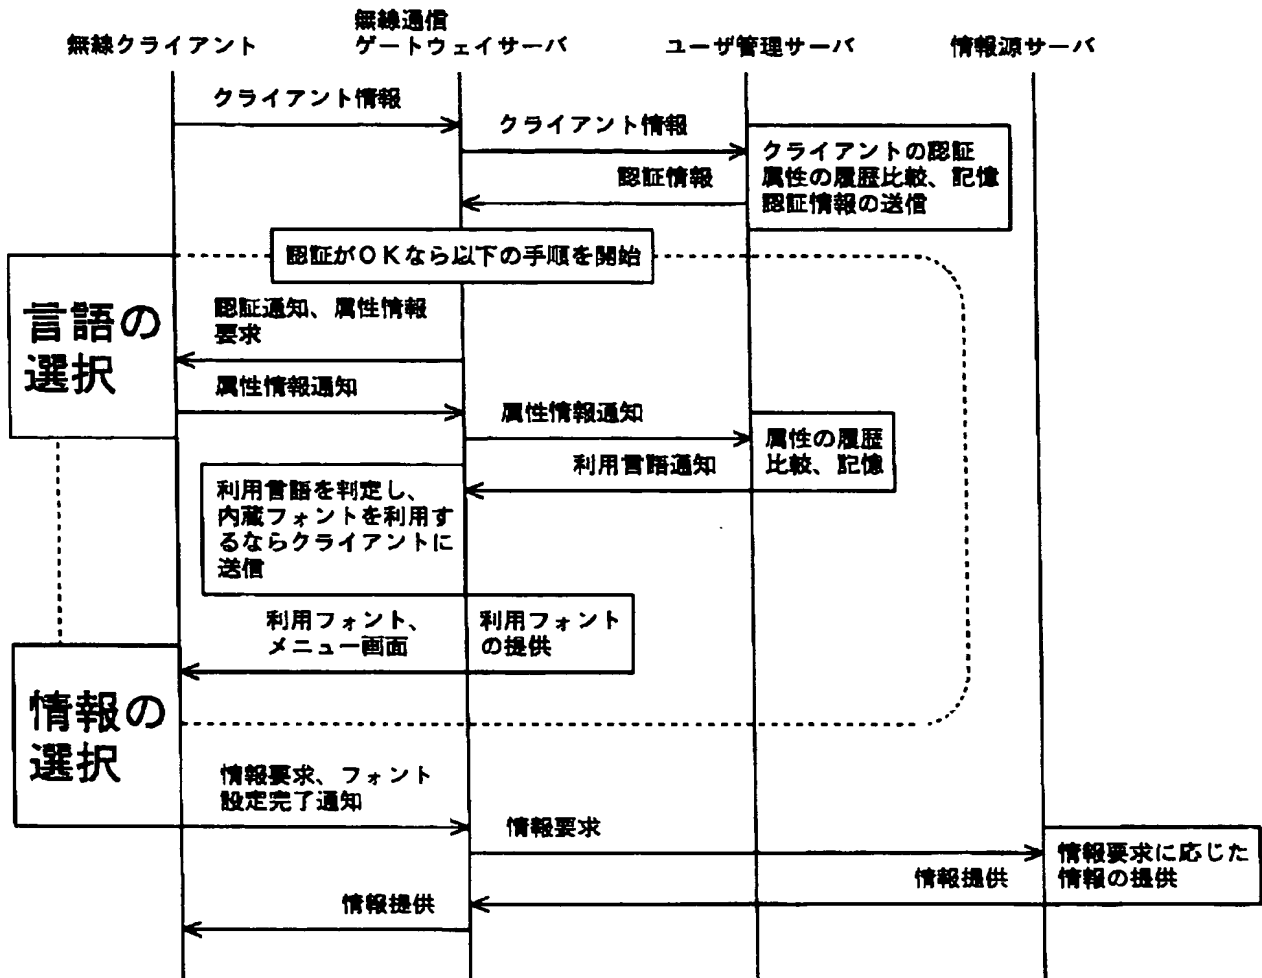 無線クライアント
無線通信
ゲートウェイサーバ
ユーザ管理サーバ
情報源サーバ
クライアント情報
クライアント情報
クライアントの認証
属性の履歴比較、記憶
認証情報の送信
認証情報
認証がOKなら以下の手順を開始
言語の
選択
認証通知、属性情報
要求
属性情報通知
属性情報通知
属性の履歴
比較、記憶
利用言語通知
利用言語を判定し、
内蔵フォントを利用す
るならクライアントに
送信
利用フォント、
メニュー画面
利用フォント
の提供
情報の
選択
情報要求、フォント
設定完了通知
情報要求
情報要求に応じた
情報の提供
情報提供
情報提供